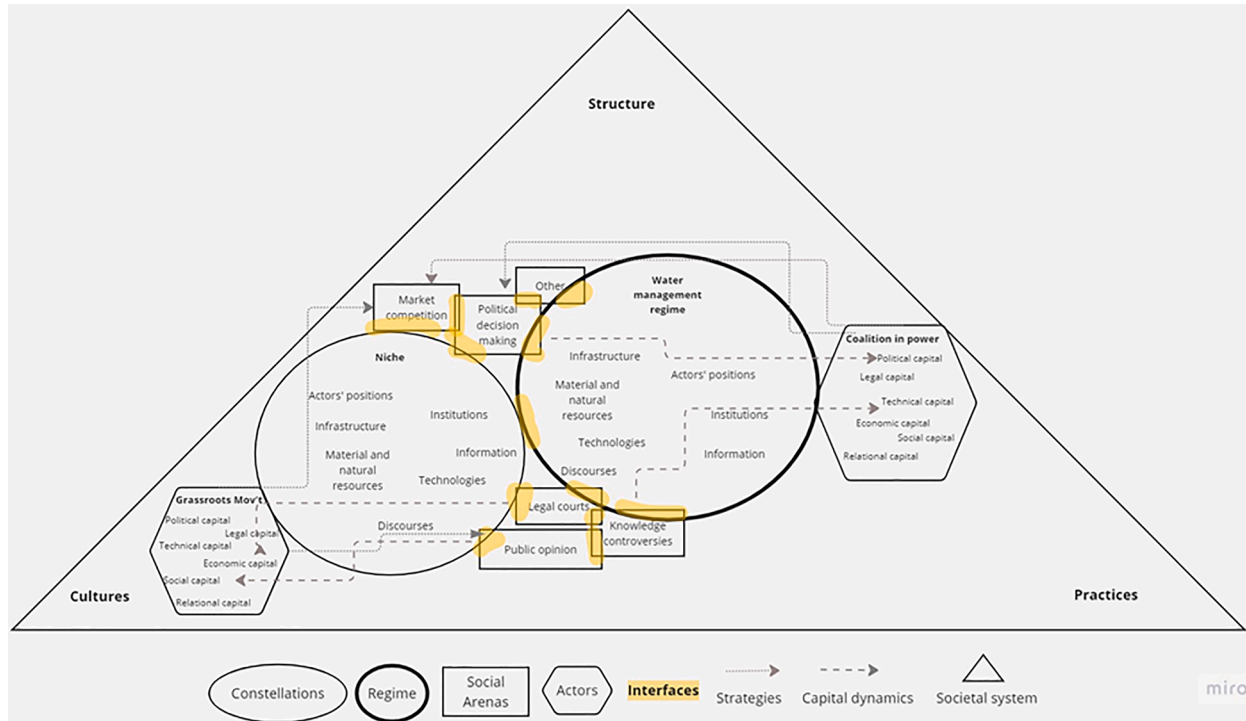 Structure
Water
management
regime
Other
Market
competition
Political
decision
making
Coalition in power
Political capital
Legal capital
Technical capital
Economic capital
Social capital
Relational capital
Niche
Infrastructure
Actors' positions
Material and
natural
resources
Institutions
Technologies
Information
Discourses
Actors' positions
Institutions
Infrastructure
Information
Material and
natural
resources
Technologies
Discourses
Legal courts
Knowledge
controversies
Public opinion
Grassroots Mov't
Political capital
Legal capital
Technical capital
Economic capital
Social capital
Relational capital
Cultures
Practices
Constellations
Regime
Social
Arenas
Actors
Interfaces
Strategies
Capital dynamics
Societal system
miro